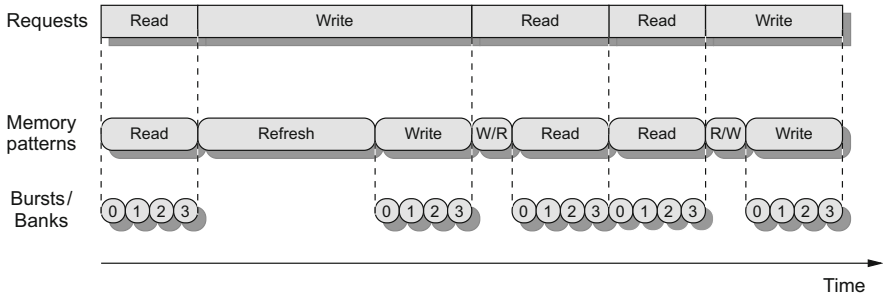 Requests Read Write Read Read Write
Memory patterns Read Refresh Write W/R Read Read R/W Write
Bursts/ Banks 0 1 2 3 0 1 2 3 0 1 2 3 0 1 2 3 0 1 2 3
Time